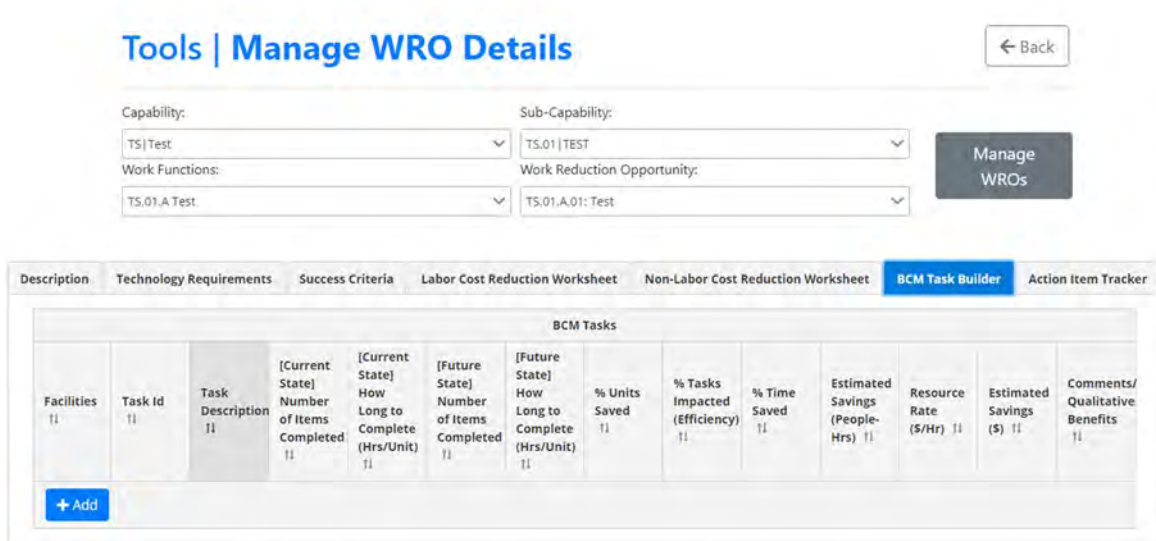 Tools | Manage WRO Details
← Back
Capability:
Sub-Capability:
TS|Test
TS.01|TEST
Work Functions:
Work Reduction Opportunity:
TS.01.A Test
TS.01.A.01: Test
Manage
WROs
Description
Technology Requirements
Success Criteria
Labor Cost Reduction Worksheet
Non-Labor Cost Reduction Worksheet
BCM Task Builder
Action Item Tracker
BCM Tasks
Facilities
Task Id
Task
Description
[Current
State]
Number
of Items
Completed
[Current
State]
How
Long to
Complete
(Hrs/Unit)
[Future
State]
Number
of Items
Completed
[Future
State]
How
Long to
Complete
(Hrs/Unit)
% Units
Saved
% Tasks
Impacted
(Efficiency)
% Time
Saved
Estimated
Savings
(People-
Hrs)
Resource
Rate
($/Hr)
Estimated
Savings
($)
Comments/
Qualitative
Benefits
+ Add